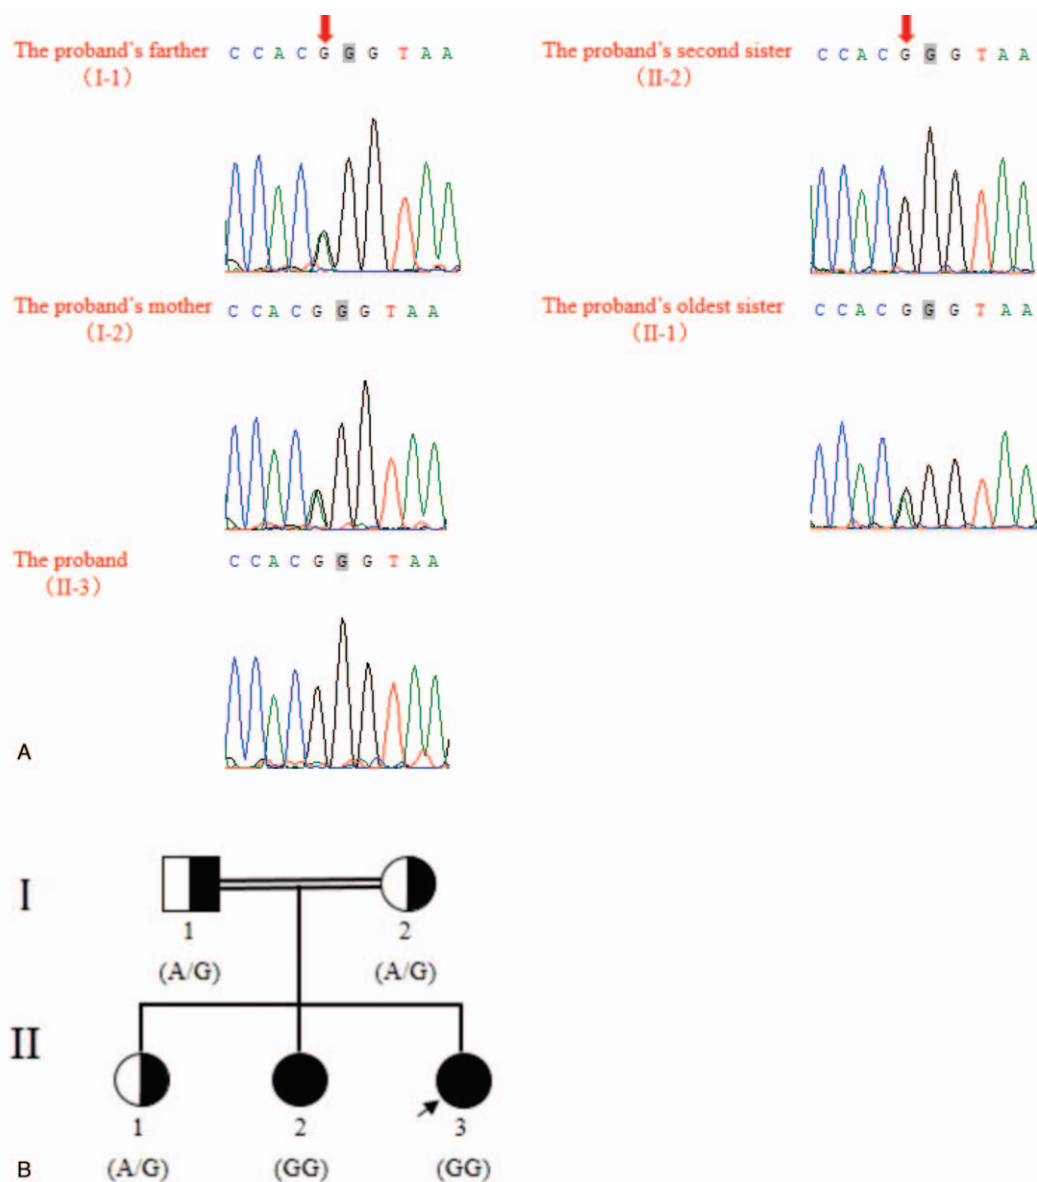 The proband's farther
(I-1)
C C A C G G G T A A
The proband's second sister
(II-2)
C C A C G G G T A A
The proband's mother
(I-2)
C C A C G G G T A A
The proband's oldest sister
(II-1)
C C A C G G G T A A
The proband
(II-3)
C C A C G G G T A A
A
I
1
2
(A/G)
(A/G)
II
1
2
3
(A/G)
(GG)
(GG)
B